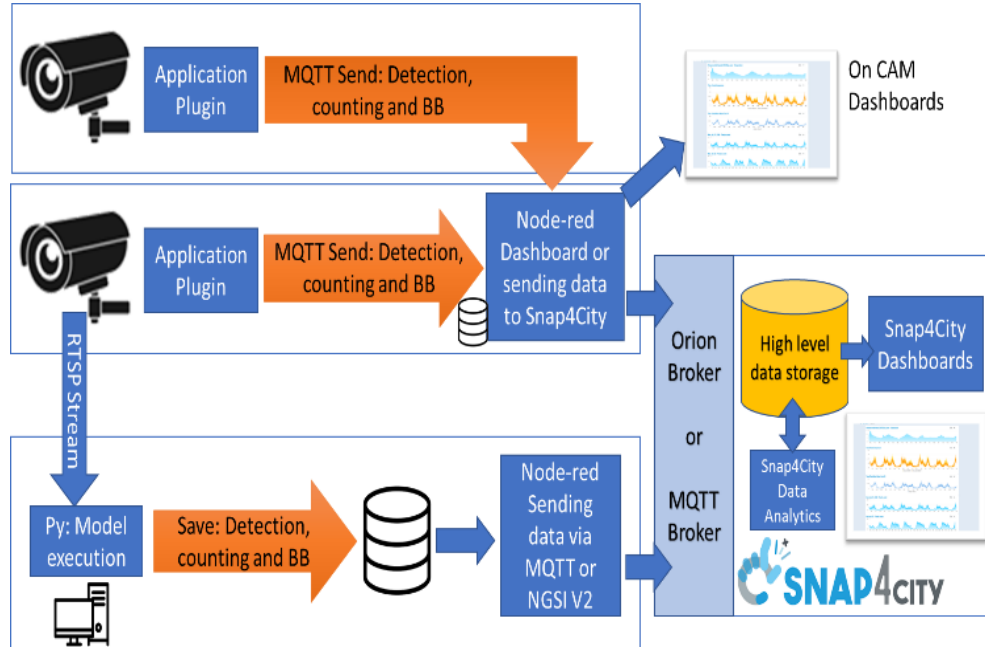 Application
Plugin
MQTT Send: Detection,
counting and BB
On CAM
Dashboards
Application
Plugin
MQTT Send: Detection,
counting and BB
Node-red
Dashboard or
sending data
to Snap4City
RTSP Stream
Orion
Broker
or
MQTT
Broker
High level
data storage
Snap4City
Dashboards
Snap4City
Data
Analytics
Py: Model
execution
Save: Detection,
counting and BB
Node-red
Sending
data via
MQTT or
NGSI V2
SNAP4CITY